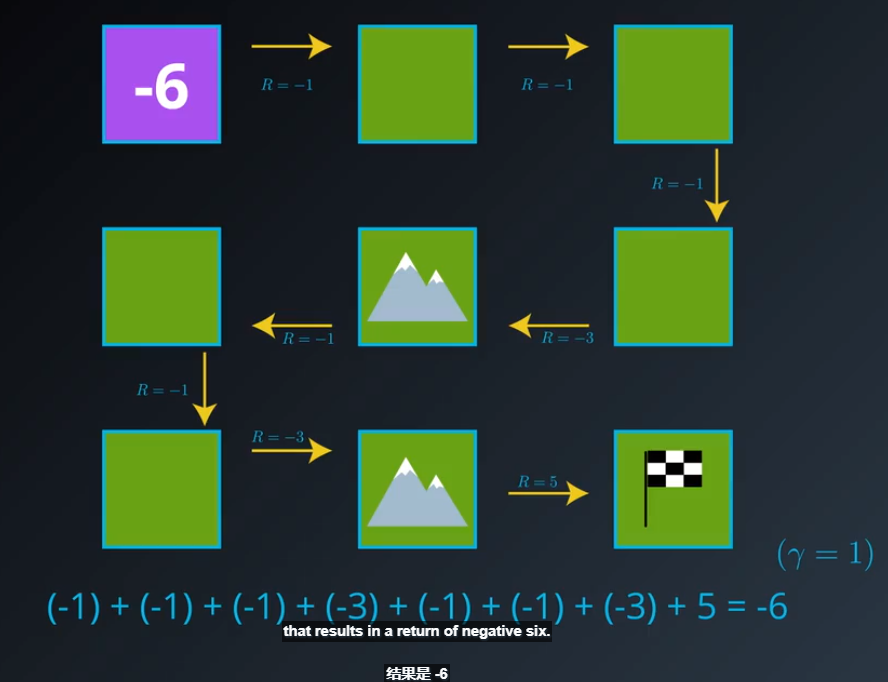 -6
R = −1
R = −1
R = −1
R = −1
R = −3
R = −1
R = −3
R = 5
(γ = 1)
(-1) + (-1) + (-1) + (-3) + (-1) + (-1) + (-3) + 5 = -6
that results in a return of negative six.
结果是 -6